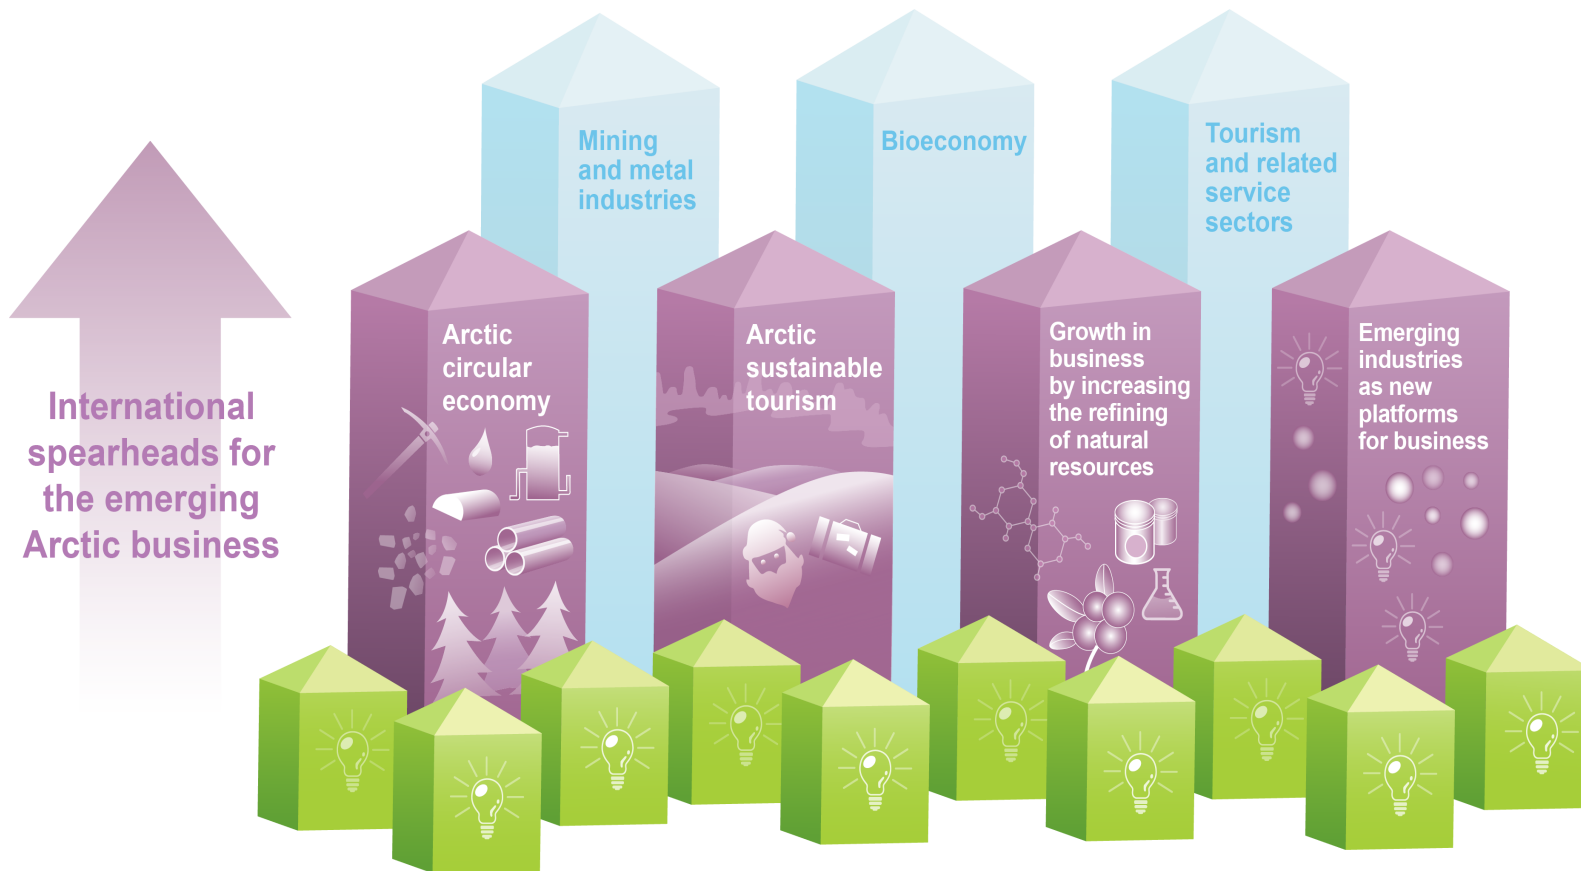 Mining
and metal
industries
Bioeconomy
Tourism
and related
service
sectors
International
spearheads for
the emerging
Arctic business
Arctic
circular
economy
Arctic
sustainable
tourism
Growth in
business
by increasing
the refining
of natural
resources
Emerging
industries
as new
platforms
for business